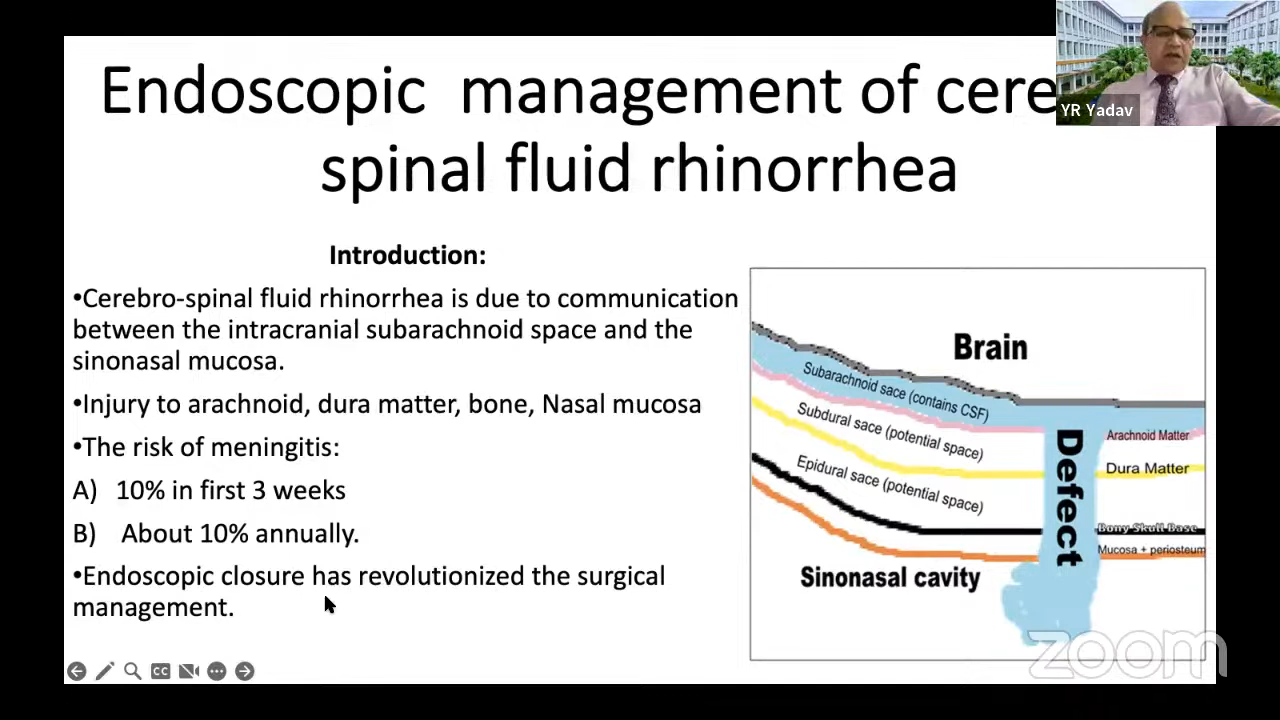 Endoscopic management of cere
spinal fluid rhinorrhea
YR Yadav
Introduction:
•Cerebro-spinal fluid rhinorrhea is due to communication
between the intracranial subarachnoid space and the
sinonasal mucosa.
•Injury to arachnoid, dura matter, bone, Nasal mucosa
•The risk of meningitis:
A) 10% in first 3 weeks
B) About 10% annually.
•Endoscopic closure has revolutionized the surgical
management.
Brain
Subarachnoid sace (contains CSF)
Subdural sace (potential space)
Epidural sace (potential space)
Defect
Arachnoid Matter
Dura Matter
Bony Skull Base
Mucosa + periosteum
Sinonasal cavity
CC
zoom